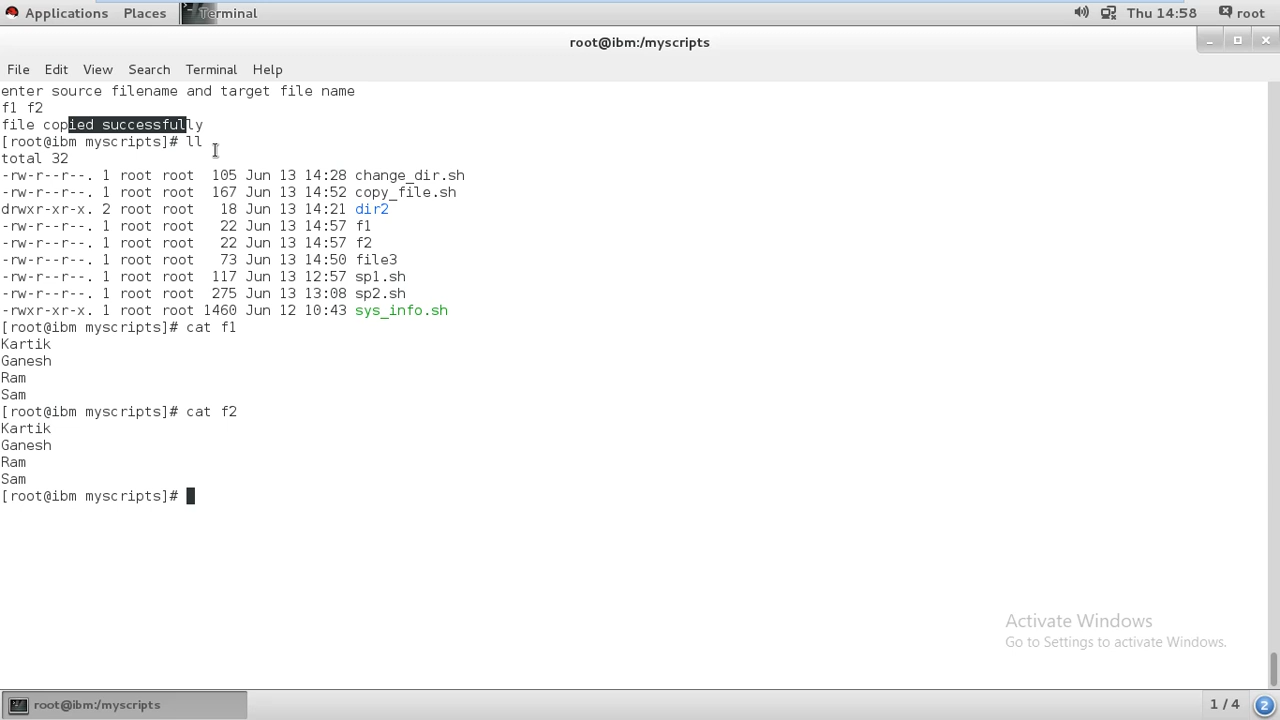 Applications Places Terminal Thu 14:58 root
root@ibm:/myscripts
File Edit View Search Terminal Help
enter source filename and target file name
f1 f2
file copied successfully
[root@ibm myscripts]# ll
total 32
-rw-r--r--. 1 root root  105 Jun 13 14:28 change_dir.sh
-rw-r--r--. 1 root root  167 Jun 13 14:52 copy_file.sh
drwxr-xr-x. 2 root root   18 Jun 13 14:21 dir2
-rw-r--r--. 1 root root   22 Jun 13 14:57 f1
-rw-r--r--. 1 root root   22 Jun 13 14:57 f2
-rw-r--r--. 1 root root   73 Jun 13 14:50 file3
-rw-r--r--. 1 root root  117 Jun 13 12:57 sp1.sh
-rw-r--r--. 1 root root  275 Jun 13 13:08 sp2.sh
-rwxr-xr-x. 1 root root 1460 Jun 12 10:43 sys_info.sh
[root@ibm myscripts]# cat f1
Kartik
Ganesh
Ram
Sam
[root@ibm myscripts]# cat f2
Kartik
Ganesh
Ram
Sam
[root@ibm myscripts]#
Activate Windows
Go to Settings to activate Windows.
root@ibm:/myscripts 1 / 4 2